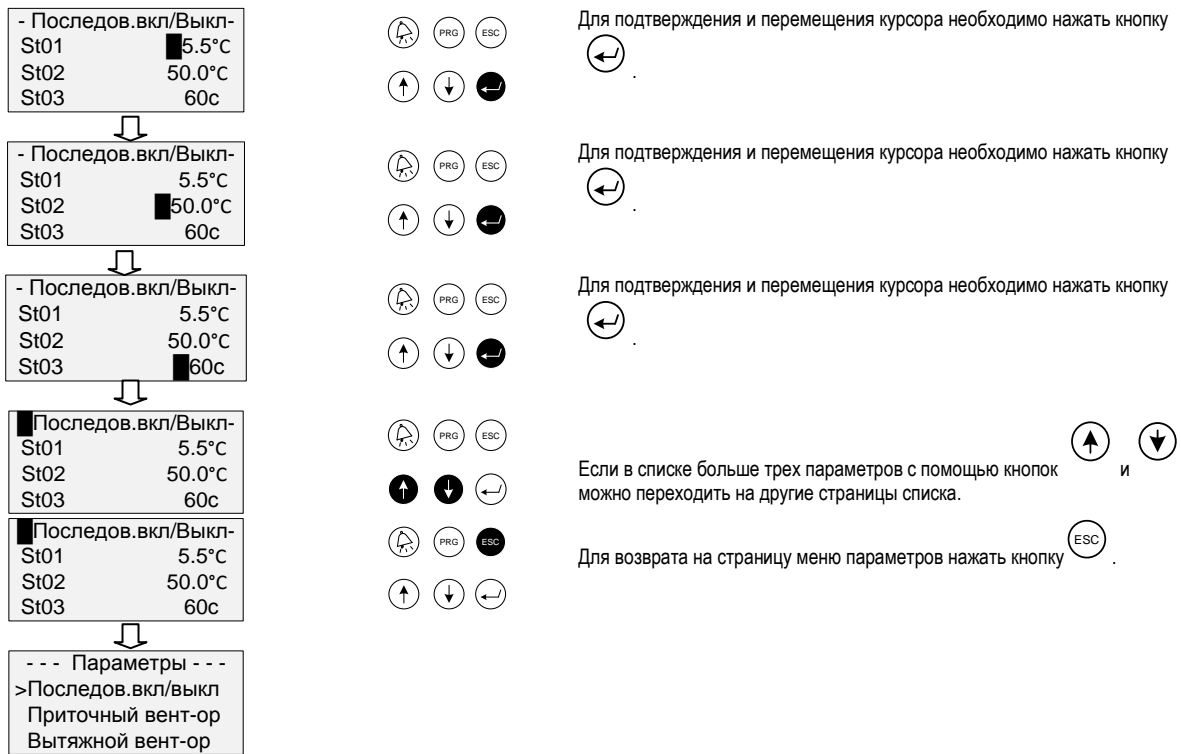 - Последов.вкл/Выкл-
St01 5.5°C
St02 50.0°C
St03 60с
PRG ESC
Для подтверждения и перемещения курсора необходимо нажать кнопку
.
- Последов.вкл/Выкл-
St01 5.5°C
St02 50.0°C
St03 60с
PRG ESC
Для подтверждения и перемещения курсора необходимо нажать кнопку
.
- Последов.вкл/Выкл-
St01 5.5°C
St02 50.0°C
St03 60с
PRG ESC
Для подтверждения и перемещения курсора необходимо нажать кнопку
.
Последов.вкл/Выкл-
St01 5.5°C
St02 50.0°C
St03 60с
PRG ESC
Если в списке больше трех параметров с помощью кнопок и
можно переходить на другие страницы списка.
Последов.вкл/Выкл-
St01 5.5°C
St02 50.0°C
St03 60с
PRG ESC
Для возврата на страницу меню параметров нажать кнопку ESC .
- - - Параметры - - -
>Последов.вкл/выкл
Приточный вент-ор
Вытяжной вент-ор